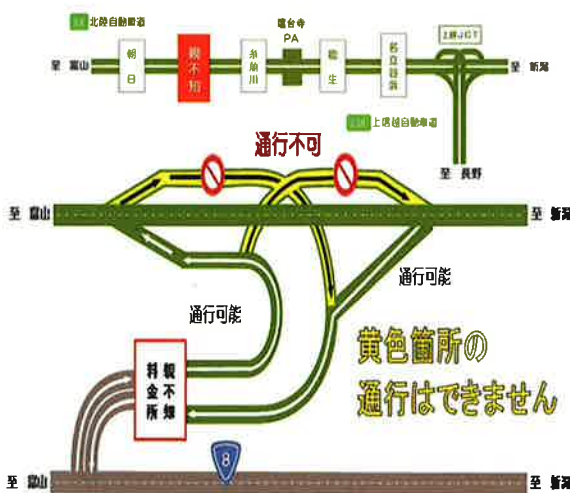 北陸自動車道
蓮台寺
PA
上越JCT
至 富山
朝日
親不知
糸魚川
能生
名立谷浜
至 新潟
上信越自動車道
至 長野
通行不可
至 富山
至 新潟
通行可能
通行可能
黄色箇所の
通行はできません
親不知
料金所
8
至 富山
至 新潟